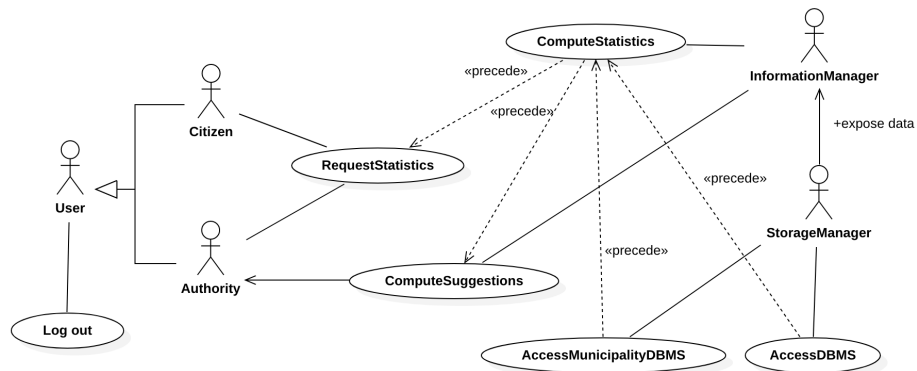 ComputeStatistics
InformationManager
«precede»
«precede»
+expose data
Citizen
RequestStatistics
«precede»
User
StorageManager
«precede»
Authority
ComputeSuggestions
Log out
AccessMunicipalityDBMS
AccessDBMS